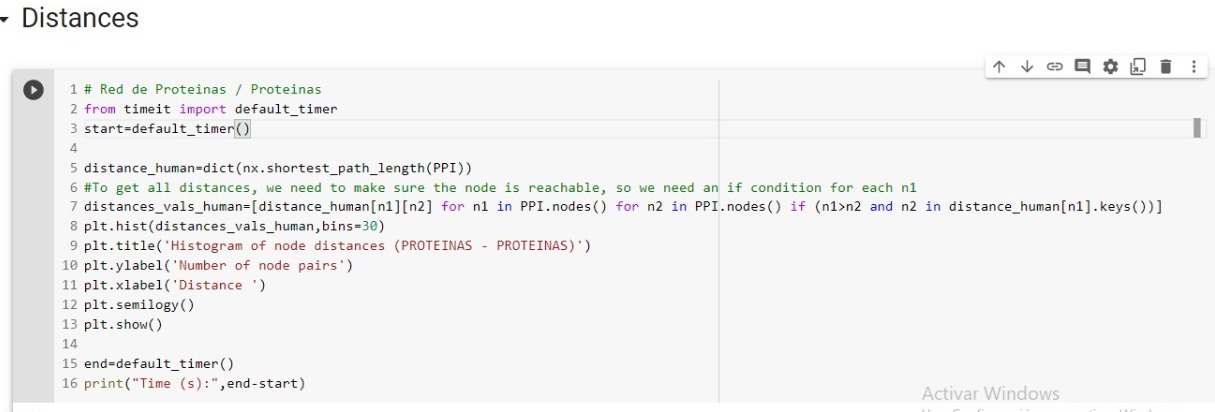 Distances
1 # Red de Proteinas / Proteinas
2 from timeit import default_timer
3 start=default_timer()
4
5 distance_human=dict(nx.shortest_path_length(PPI))
6 #To get all distances, we need to make sure the node is reachable, so we need an if condition for each n1
7 distances_vals_human=[distance_human[n1][n2] for n1 in PPI.nodes() for n2 in PPI.nodes() if (n1>n2 and n2 in distance_human[n1].keys())]
8 plt.hist(distances_vals_human,bins=30)
9 plt.title('Histogram of node distances (PROTEINAS - PROTEINAS)')
10 plt.ylabel('Number of node pairs')
11 plt.xlabel('Distance ')
12 plt.semilogy()
13 plt.show()
14
15 end=default_timer()
16 print("Time (s):",end-start)
Activar Windows